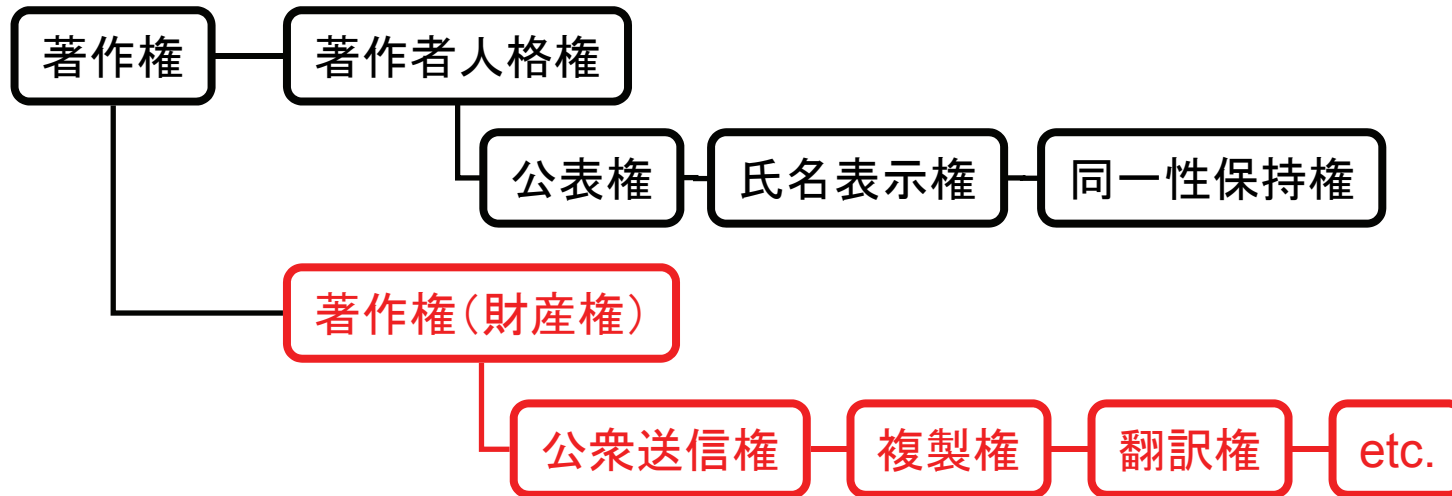 著作権 著作者人格権
公表権 氏名表示権 同一性保持権
著作権(財産権)
公衆送信権 複製権 翻訳権 etc.